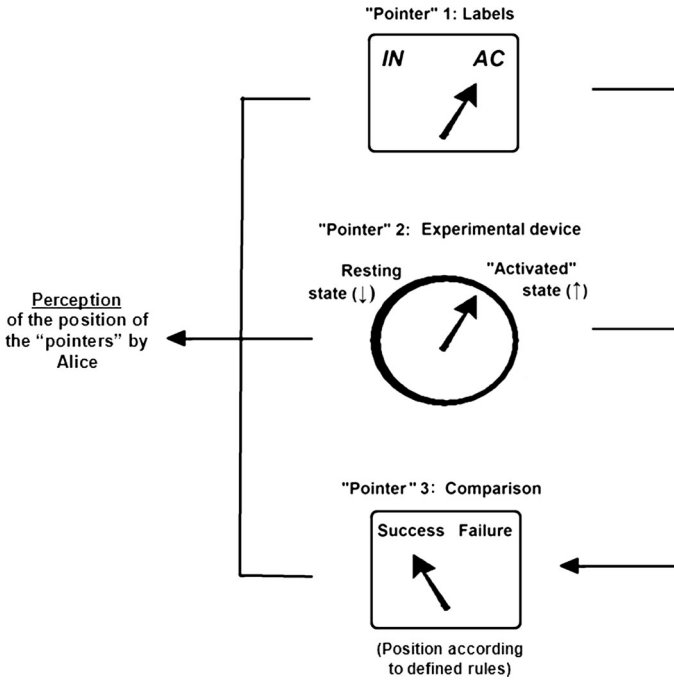 "Pointer" 1: Labels
IN AC
"Pointer" 2: Experimental device
Resting
state (↓)
"Activated"
state (↑)
Perception
of the position of
the “pointers” by
Alice
"Pointer" 3: Comparison
Success Failure
(Position according
to defined rules)